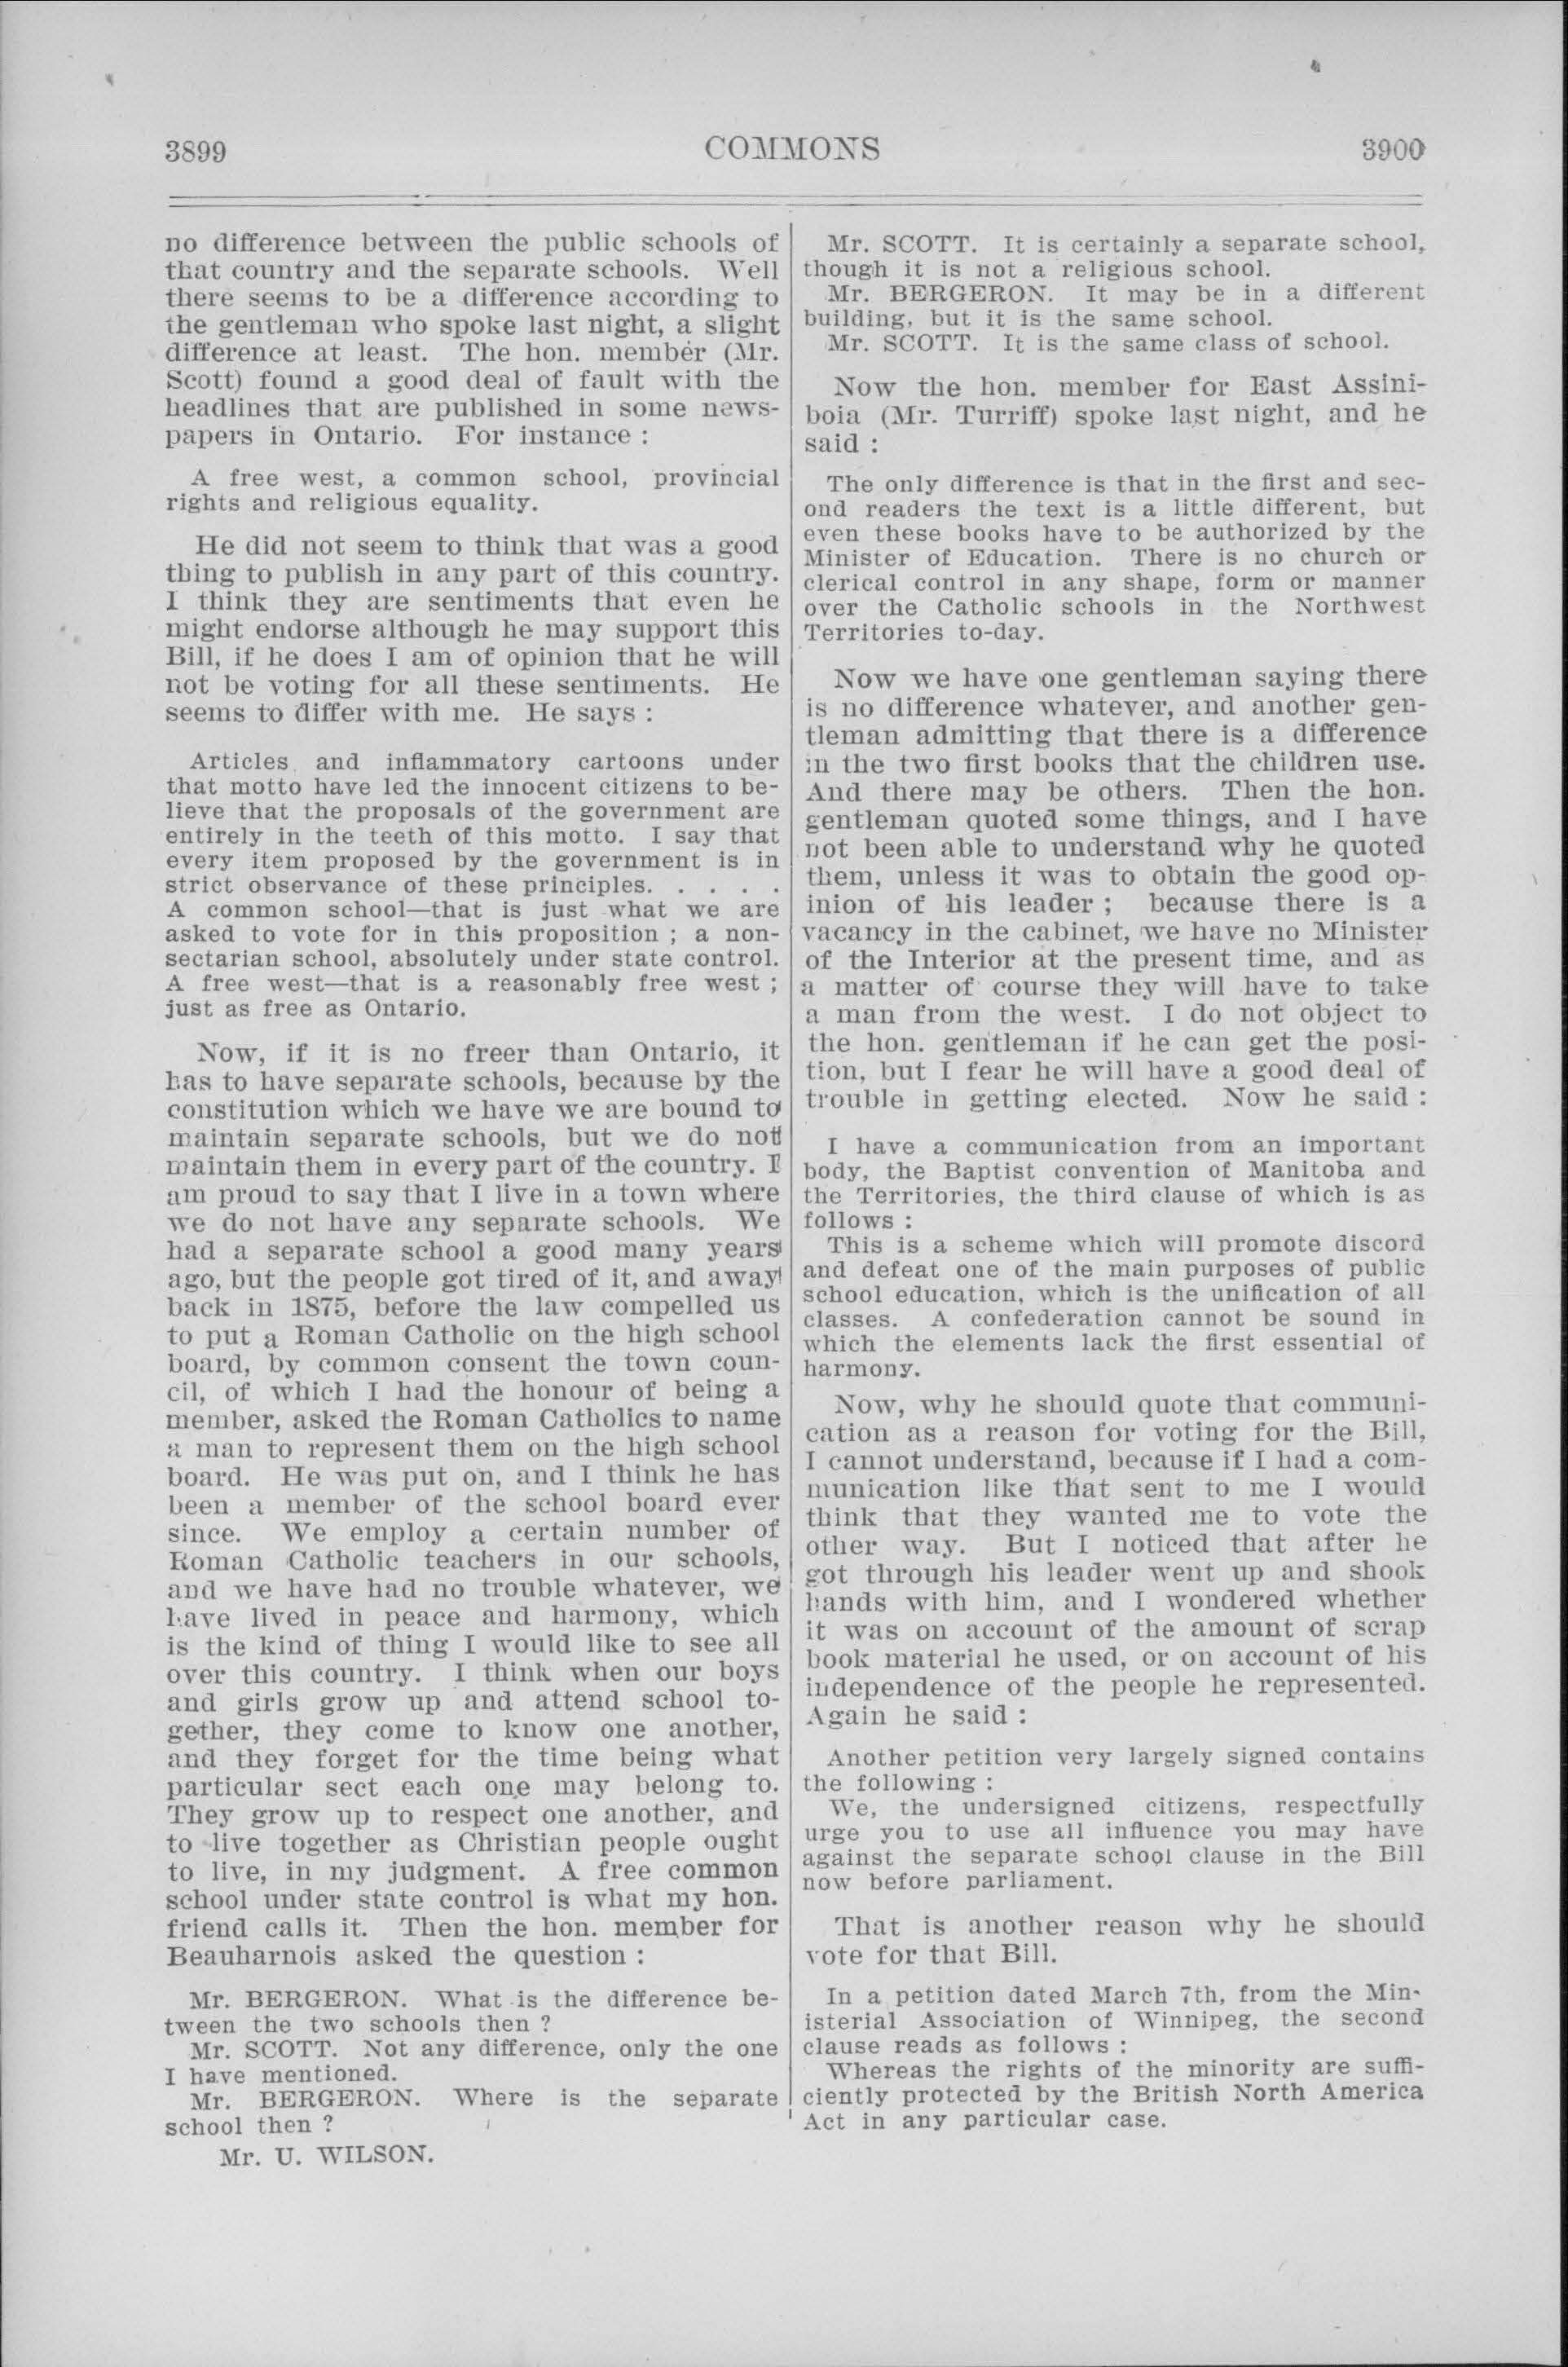 3899
COMMONS
3900
no difference between the public schools of
that country and the separate schools. Well
there seems to be a difference according to
the gentleman who spoke last night, a slight
difference at least. The hon. member (Mr.
Scott) found a good deal of fault with the
headlines that are published in some news-
papers in Ontario. For instance :
A free west, a common school, provincial
rights and religious equality.
He did not seem to think that was a good
thing to publish in any part of this country.
I think they are sentiments that even he
might endorse although he may support this
Bill, if he does I am of opinion that he will
not be voting for all these sentiments. He
seems to differ with me. He says :
Articles and inflammatory cartoons under
that motto have led the innocent citizens to be-
lieve that the proposals of the government are
entirely in the teeth of this motto. I say that
every item proposed by the government is in
strict observance of these principles. . . . .
A common school—that is just what we are
asked to vote for in this proposition ; a non-
sectarian school, absolutely under state control.
A free west—that is a reasonably free west ;
just as free as Ontario.
Now, if it is no freer than Ontario, it
has to have separate schools, because by the
constitution which we have we are bound to
maintain separate schools, but we do not
maintain them in every part of the country. I
am proud to say that I live in a town where
we do not have any separate schools. We
had a separate school a good many years
ago, but the people got tired of it, and away
back in 1875, before the law compelled us
to put a Roman Catholic on the high school
board, by common consent the town coun-
cil, of which I had the honour of being a
member, asked the Roman Catholics to name
a man to represent them on the high school
board. He was put on, and I think he has
been a member of the school board ever
since. We employ a certain number of
Roman Catholic teachers in our schools,
and we have had no trouble whatever, we
have lived in peace and harmony, which
is the kind of thing I would like to see all
over this country. I think when our boys
and girls grow up and attend school to-
gether, they come to know one another,
and they forget for the time being what
particular sect each one may belong to.
They grow up to respect one another, and
to live together as Christian people ought
to live, in my judgment. A free common
school under state control is what my hon.
friend calls it. Then the hon. member for
Beauharnois asked the question :
Mr. BERGERON. What is the difference be-
tween the two schools then ?
Mr. SCOTT. Not any difference, only the one
I have mentioned.
Mr. BERGERON. Where is the separate
school then ?
Mr. U. WILSON.
Mr. SCOTT. It is certainly a separate school,
though it is not a religious school.
Mr. BERGERON. It may be in a different
building, but it is the same school.
Mr. SCOTT. It is the same class of school.
Now the hon. member for East Assini-
boia (Mr. Turriff) spoke last night, and he
said :
The only difference is that in the first and sec-
ond readers the text is a little different, but
even these books have to be authorized by the
Minister of Education. There is no church or
clerical control in any shape, form or manner
over the Catholic schools in the Northwest
Territories to-day.
Now we have one gentleman saying there
is no difference whatever, and another gen-
tleman admitting that there is a difference
in the two first books that the children use.
And there may be others. Then the hon.
gentleman quoted some things, and I have
not been able to understand why he quoted
them, unless it was to obtain the good op-
inion of his leader ; because there is a
vacancy in the cabinet, we have no Minister
of the Interior at the present time, and as
a matter of course they will have to take
a man from the west. I do not object to
the hon. gentleman if he can get the posi-
tion, but I fear he will have a good deal of
trouble in getting elected. Now he said :
I have a communication from an important
body, the Baptist convention of Manitoba and
the Territories, the third clause of which is as
follows :
This is a scheme which will promote discord
and defeat one of the main purposes of public
school education, which is the unification of all
classes. A confederation cannot be sound in
which the elements lack the first essential of
harmony.
Now, why he should quote that communi-
cation as a reason for voting for the Bill,
I cannot understand, because if I had a com-
munication like that sent to me I would
think that they wanted me to vote the
other way. But I noticed that after he
got through his leader went up and shook
hands with him, and I wondered whether
it was on account of the amount of scrap
book material he used, or on account of his
independence of the people he represented.
Again he said :
Another petition very largely signed contains
the following :
We, the undersigned citizens, respectfully
urge you to use all influence you may have
against the separate school clause in the Bill
now before parliament.
That is another reason why he should
vote for that Bill.
In a petition dated March 7th, from the Min-
isterial Association of Winnipeg, the second
clause reads as follows :
Whereas the rights of the minority are suffi-
ciently protected by the British North America
Act in any particular case.